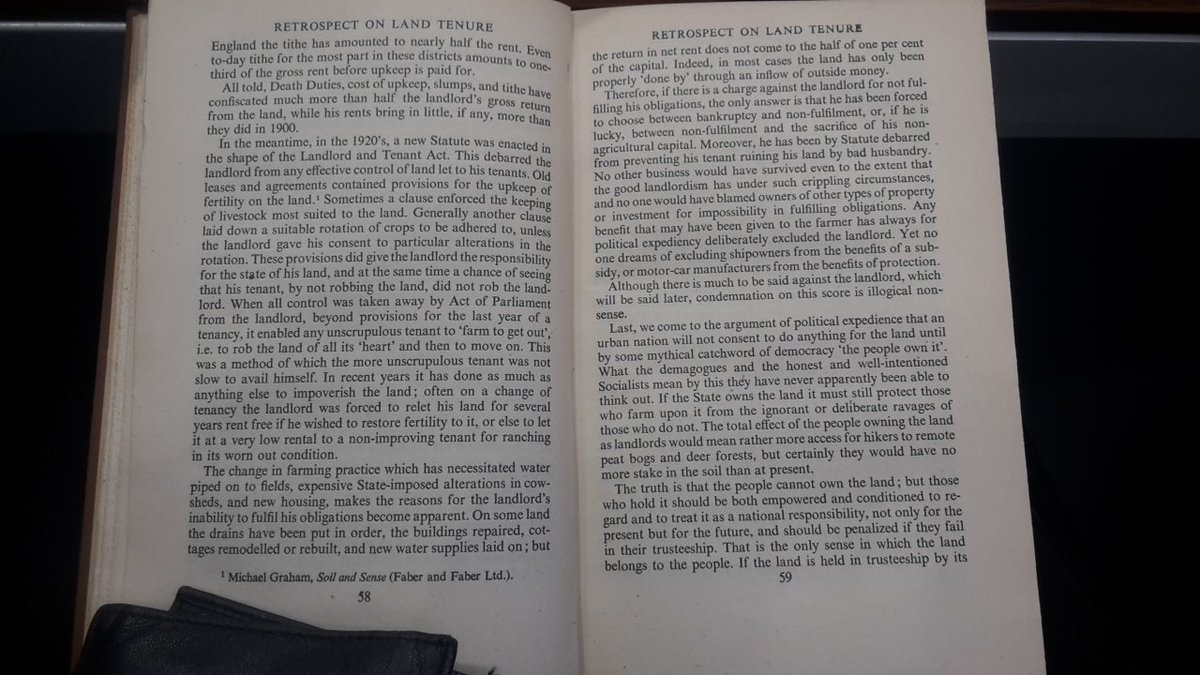 RETROSPECT ON LAND TENURE
England the tithe has amounted to nearly half the rent. Even
to-day tithe for the most part in these districts amounts to one-
third of the gross rent before upkeep is paid for.
All told, Death Duties, cost of upkeep, slumps, and tithe have
confiscated much more than half the landlord's gross return
from the land, while his rents bring in little, if any, more than
they did in 1900.
In the meantime, in the 1920's, a new Statute was enacted in
the shape of the Landlord and Tenant Act. This debarred the
landlord from any effective control of land let to his tenants. Old
leases and agreements contained provisions for the upkeep of
fertility on the land.¹ Sometimes a clause enforced the keeping
of livestock most suited to the land. Generally another clause
laid down a suitable rotation of crops to be adhered to, unless
the landlord gave his consent to particular alterations in the
rotation. These provisions did give the landlord the responsibility
for the state of his land, and at the same time a chance of seeing
that his tenant, by not robbing the land, did not rob the land-
lord. When all control was taken away by Act of Parliament
from the landlord, beyond provisions for the last year of a
tenancy, it enabled any unscrupulous tenant to 'farm to get out',
i.e. to rob the land of all its 'heart' and then to move on. This
was a method of which the more unscrupulous tenant was not
slow to avail himself. In recent years it has done as much as
anything else to impoverish the land; often on a change of
tenancy the landlord was forced to relet his land for several
years rent free if he wished to restore fertility to it, or else to let
it at a very low rental to a non-improving tenant for ranching
in its worn out condition.
The change in farming practice which has necessitated water
piped on to fields, expensive State-imposed alterations in cow-
sheds, and new housing, makes the reasons for the landlord's
inability to fulfil his obligations become apparent. On some land
the drains have been put in order, the buildings repaired, cot-
tages remodelled or rebuilt, and new water supplies laid on; but
¹ Michael Graham, Soil and Sense (Faber and Faber Ltd.).
58
RETROSPECT ON LAND TENURE
the return in net rent does not come to the half of one per cent
of the capital. Indeed, in most cases the land has only been
properly 'done by' through an inflow of outside money.
Therefore, if there is a charge against the landlord for not ful-
filling his obligations, the only answer is that he has been forced
to choose between bankruptcy and non-fulfilment, or, if he is
lucky, between non-fulfilment and the sacrifice of his non-
agricultural capital. Moreover, he has been by Statute debarred
from preventing his tenant ruining his land by bad husbandry.
No other business would have survived even to the extent that
the good landlordism has under such crippling circumstances,
and no one would have blamed owners of other types of property
or investment for impossibility in fulfilling obligations. Any
benefit that may have been given to the farmer has always for
political expediency deliberately excluded the landlord. Yet no
one dreams of excluding shipowners from the benefits of a sub-
sidy, or motor-car manufacturers from the benefits of protection.
Although there is much to be said against the landlord, which
will be said later, condemnation on this score is illogical non-
sense.
Last, we come to the argument of political expedience that an
urban nation will not consent to do anything for the land until
by some mythical catchword of democracy 'the people own it'.
What the demagogues and the honest and well-intentioned
Socialists mean by this they have never apparently been able to
think out. If the State owns the land it must still protect those
who farm upon it from the ignorant or deliberate ravages of
those who do not. The total effect of the people owning the land
as landlords would mean rather more access for hikers to remote
peat bogs and deer forests, but certainly they would have no
more stake in the soil than at present.
The truth is that the people cannot own the land; but those
who hold it should be both empowered and conditioned to re-
gard and to treat it as a national responsibility, not only for the
present but for the future, and should be penalized if they fail
in their trusteeship. That is the only sense in which the land
belongs to the people. If the land is held in trusteeship by its
59